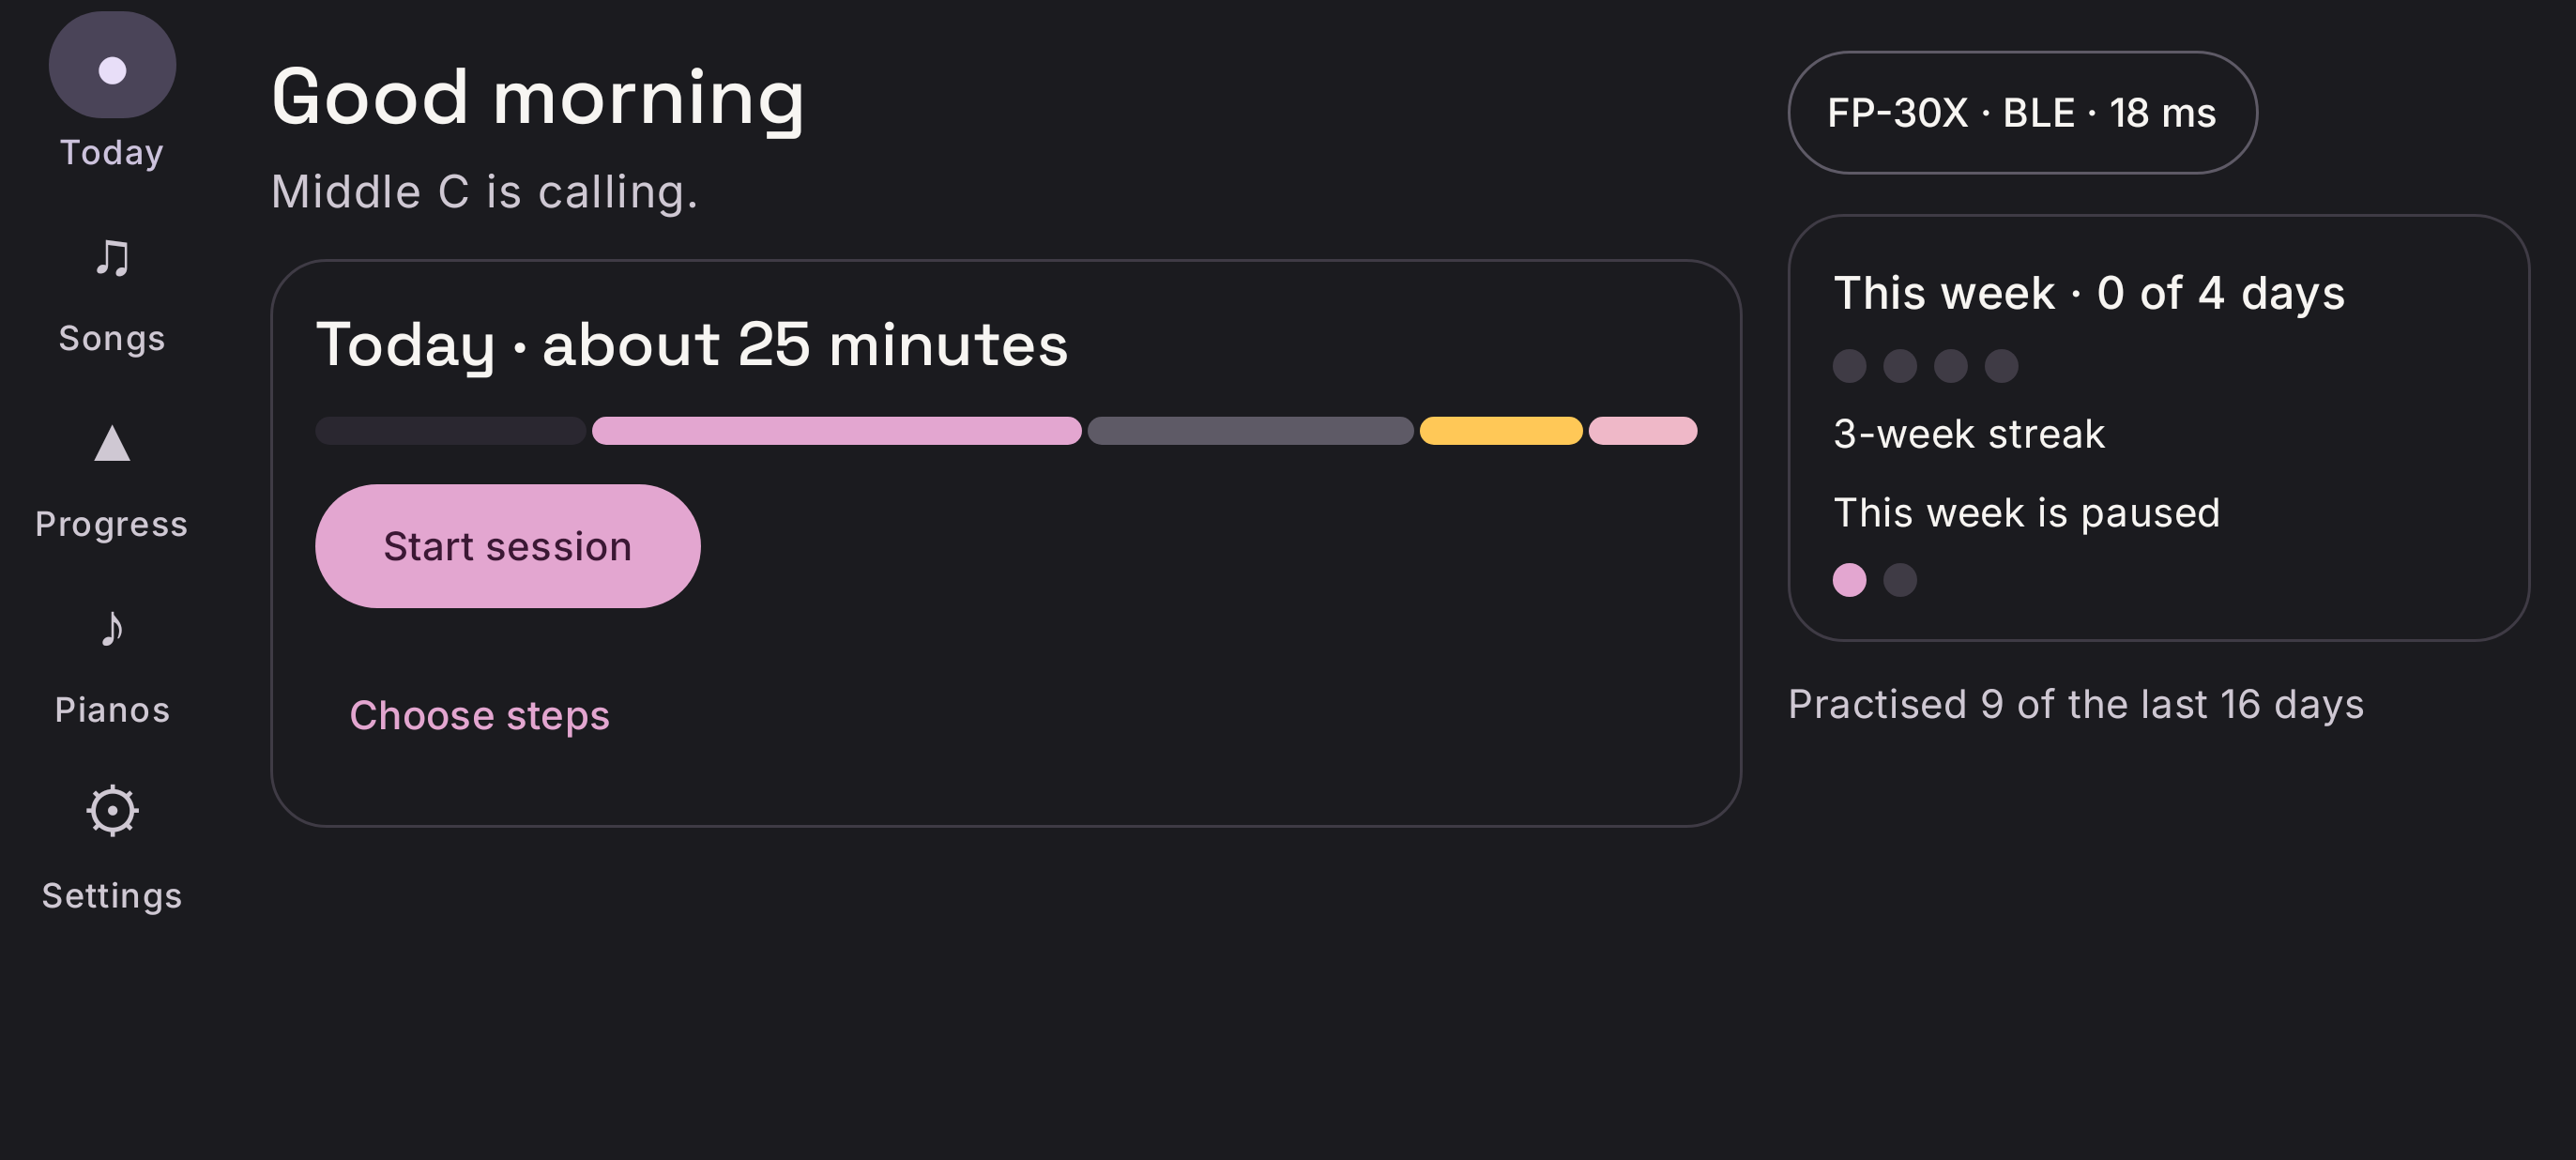 Today
Songs
Progress
Pianos
Settings
Good morning
Middle C is calling.
Today · about 25 minutes
Start session
Choose steps
FP-30X · BLE · 18 ms
This week · 0 of 4 days
3-week streak
This week is paused
Practised 9 of the last 16 days